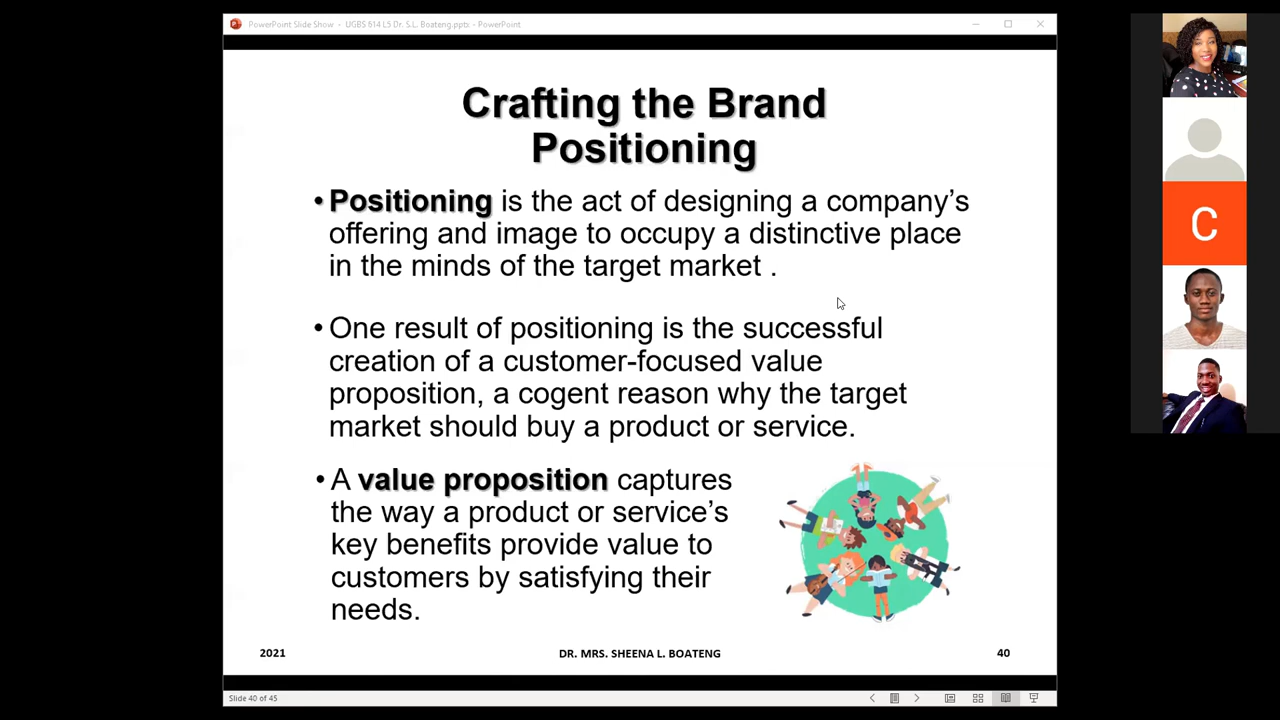 PowerPoint Slide Show - UGBS 614 L5 Dr. S.L. Boateng.pptx - PowerPoint
Crafting the Brand
Positioning
•Positioning is the act of designing a company’s
offering and image to occupy a distinctive place
in the minds of the target market .
•One result of positioning is the successful
creation of a customer-focused value
proposition, a cogent reason why the target
market should buy a product or service.
•A value proposition captures
the way a product or service’s
key benefits provide value to
customers by satisfying their
needs.
2021
DR. MRS. SHEENA L. BOATENG
40
Slide 40 of 45
C